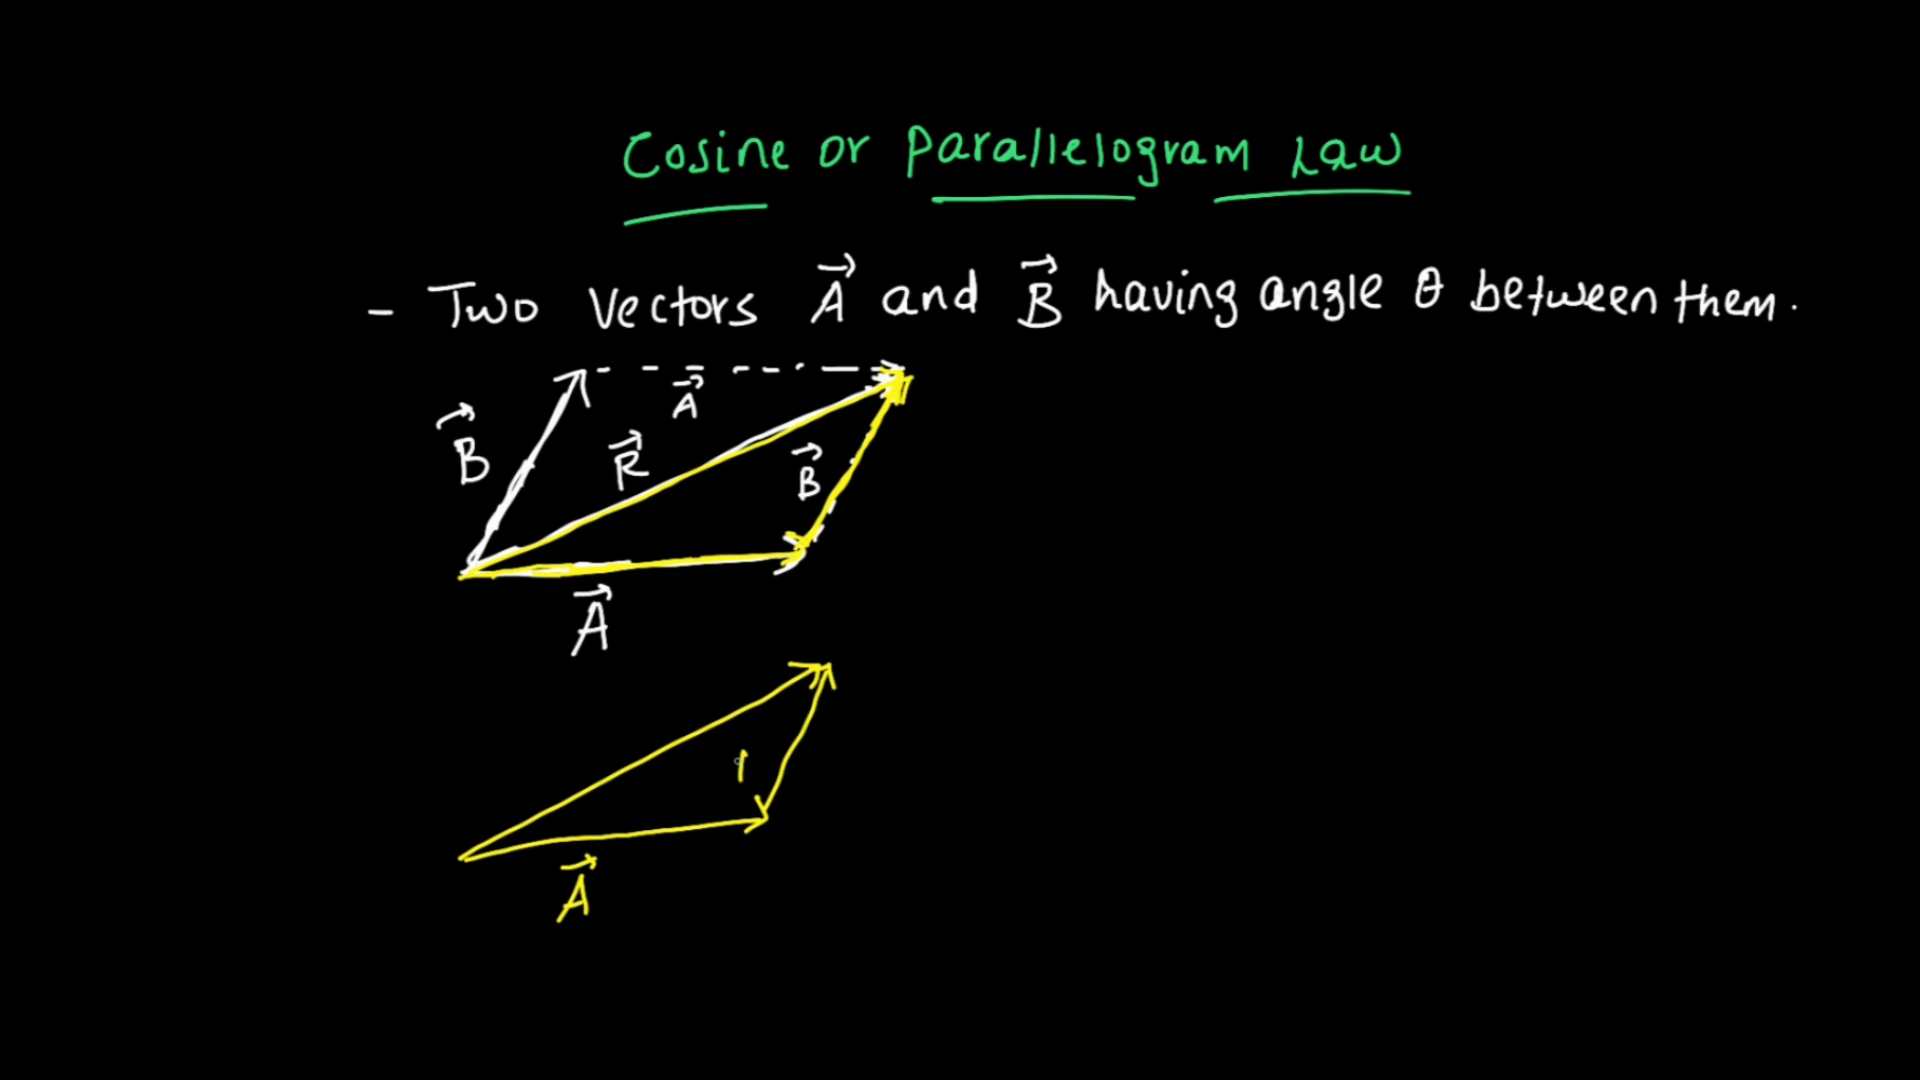 Cosine or Parallelogram Law
- Two Vectors A⃗ and B⃗ having angle θ between them.
A⃗
B⃗
R⃗
B⃗
A⃗
A⃗